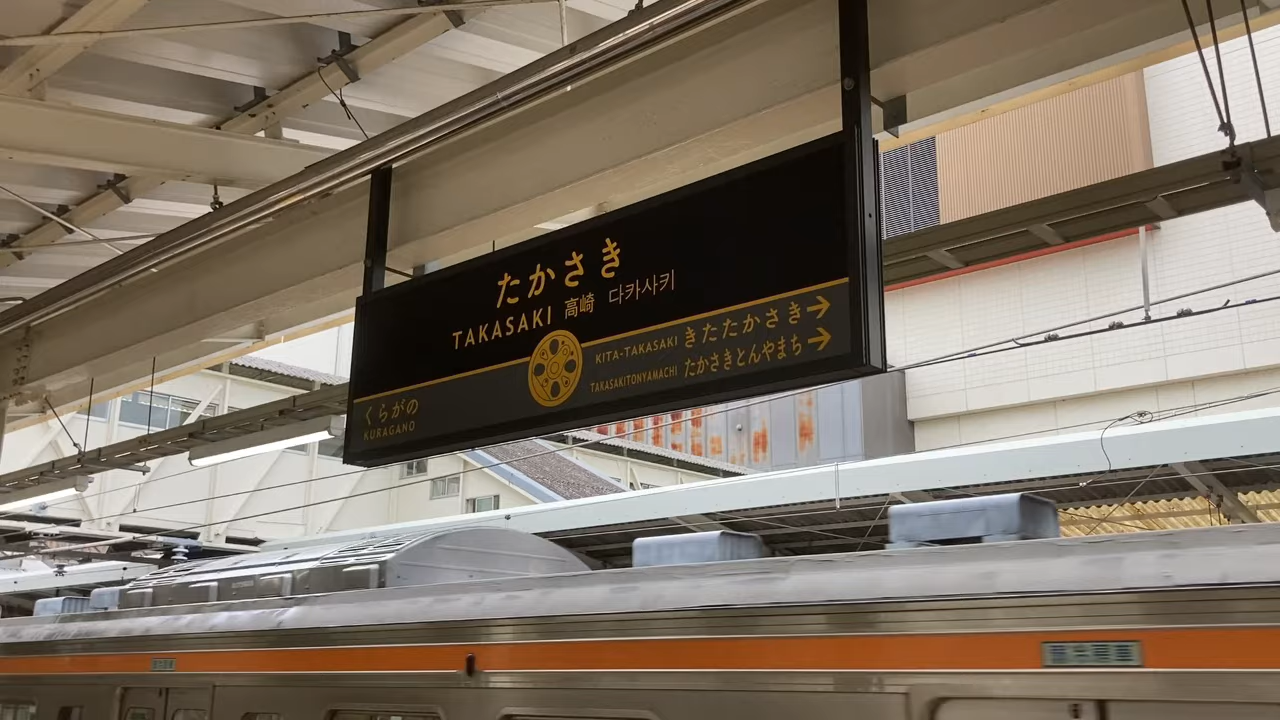 たかさき
TAKASAKI 高崎 다카사키
KITA-TAKASAKI きたたかさき→
TAKASAKITONYAMACHI たかさきとんやまち→
くらがの
KURAGANO